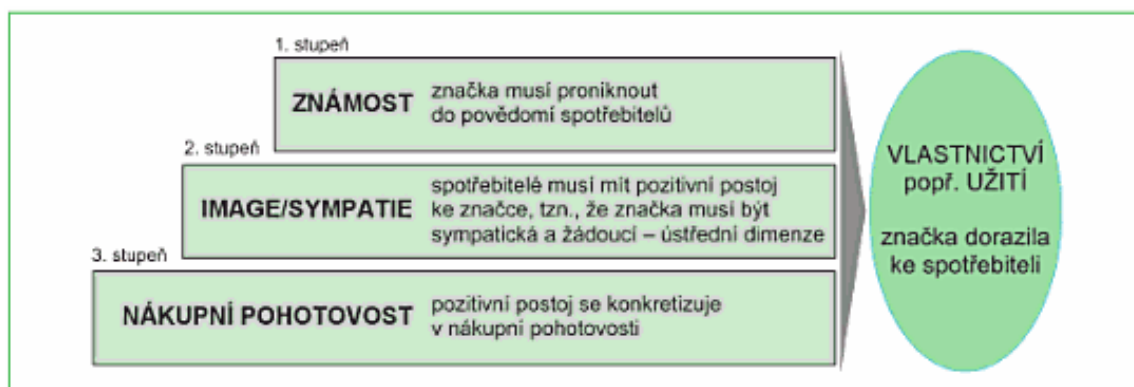 1. stupeň
ZNÁMOST
značka musí proniknout
do povědomí spotřebitelů
2. stupeň
IMAGE/SYMPATIE
spotřebitelé musí mít pozitivní postoj
ke značce, tzn., že značka musí být
sympatická a žádoucí – ústřední dimenze
3. stupeň
NÁKUPNÍ POHOTOVOST
pozitivní postoj se konkretizuje
v nákupní pohotovosti
VLASTNICTVÍ
popř. UŽITÍ
značka dorazila
ke spotřebiteli